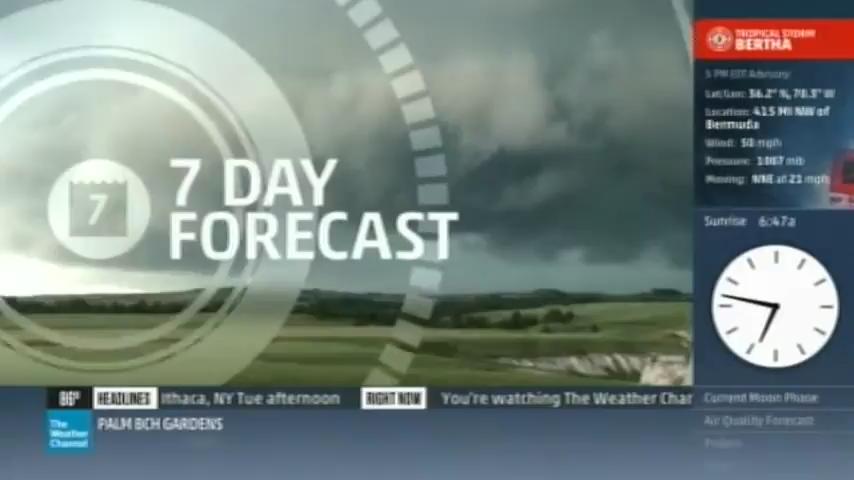 7 DAY
FORECAST
7
TROPICAL STORM
BERTHA
5 PM EDT Advisory
Lat/Lon: 36.2° N, 70.3° W
Location: 415 MI NW of
Bermuda
Wind: 50 mph
Pressure: 1007 mb
Moving: NNE at 21 mph
Sunrise 6:47a
86° HEADLINES Ithaca, NY Tue afternoon RIGHT NOW You're watching The Weather Chan
Current Moon Phase
The
Weather
Channel
PALM BCH GARDENS
Air Quality Forecast